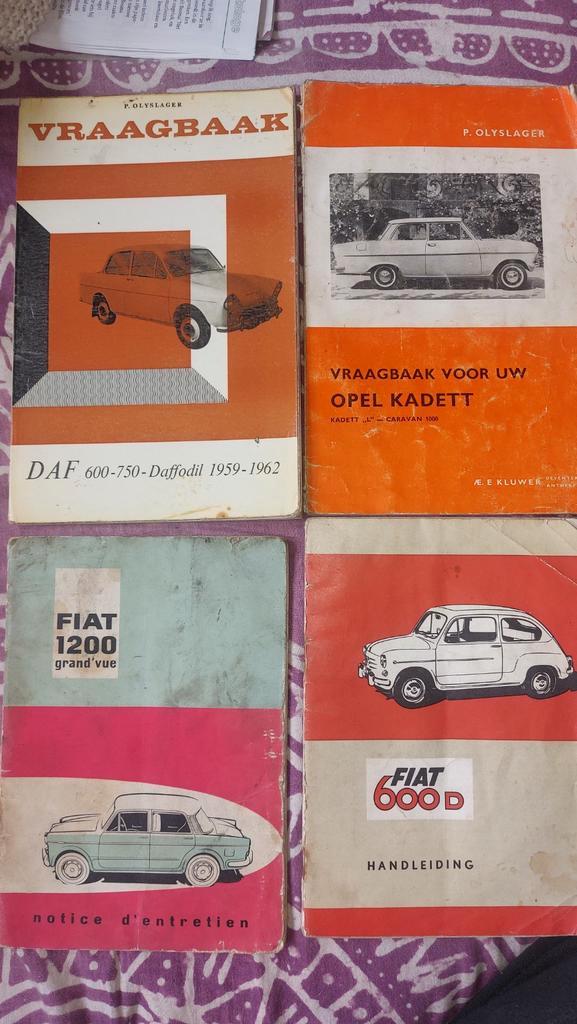 P. OLYSLAGER
VRAAGBAAK
DAF 600-750-Daffodil 1959-1962
P. OLYSLAGER
VRAAGBAAK VOOR UW
OPEL KADETT
KADETT „L" — CARAVAN 1000
Æ. E. KLUWER
FIAT
1200
grand'vue
notice d'entretien
FIAT
600D
HANDLEIDING